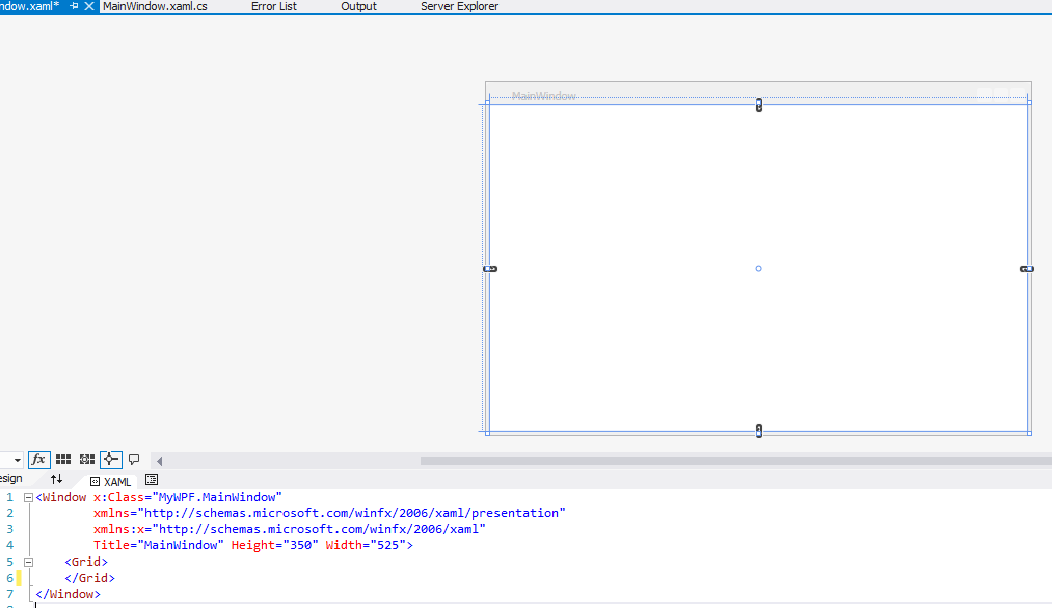 ndow.xaml* MainWindow.xaml.cs Error List Output Server Explorer
MainWindow
fx
esign XAML
1 <Window x:Class="MyWPF.MainWindow"
2 xmlns="http://schemas.microsoft.com/winfx/2006/xaml/presentation"
3 xmlns:x="http://schemas.microsoft.com/winfx/2006/xaml"
4 Title="MainWindow" Height="350" Width="525">
5 <Grid>
6 </Grid>
7 </Window>